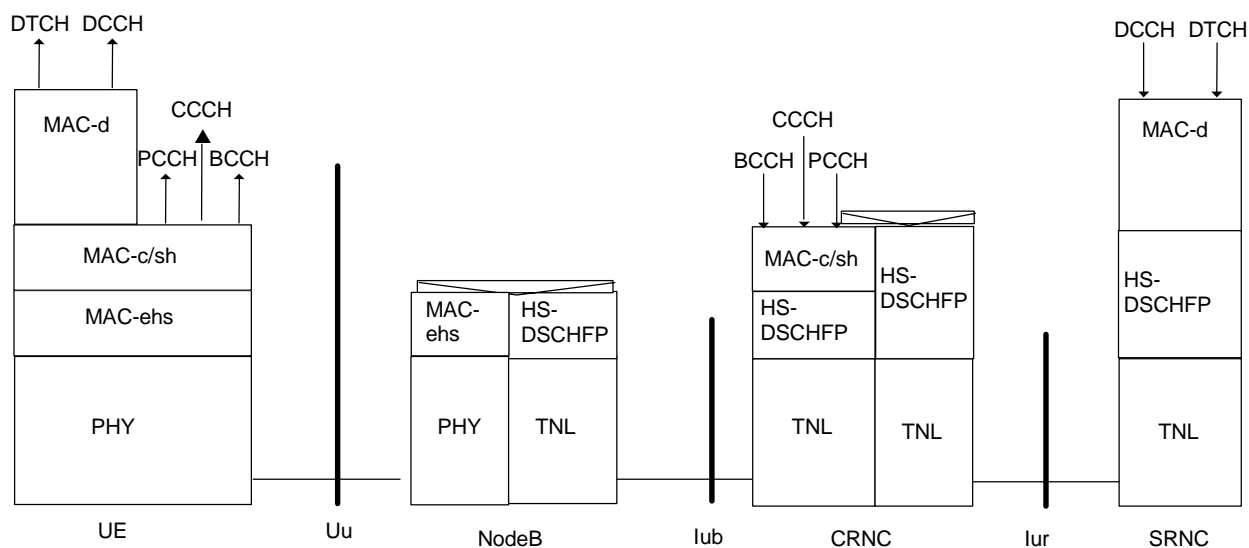 DTCH DCCH
MAC-d
CCCH
PCCH BCCH
MAC-c/sh
MAC-ehs
PHY
UE
Uu
MAC-
ehs
HS-
DSCHFP
PHY
TNL
NodeB
Iub
CCCH
BCCH PCCH
MAC-c/sh
HS-
DSCHFP
HS-
DSCHFP
TNL
TNL
CRNC
Iur
DCCH DTCH
MAC-d
HS-
DSCHFP
TNL
SRNC